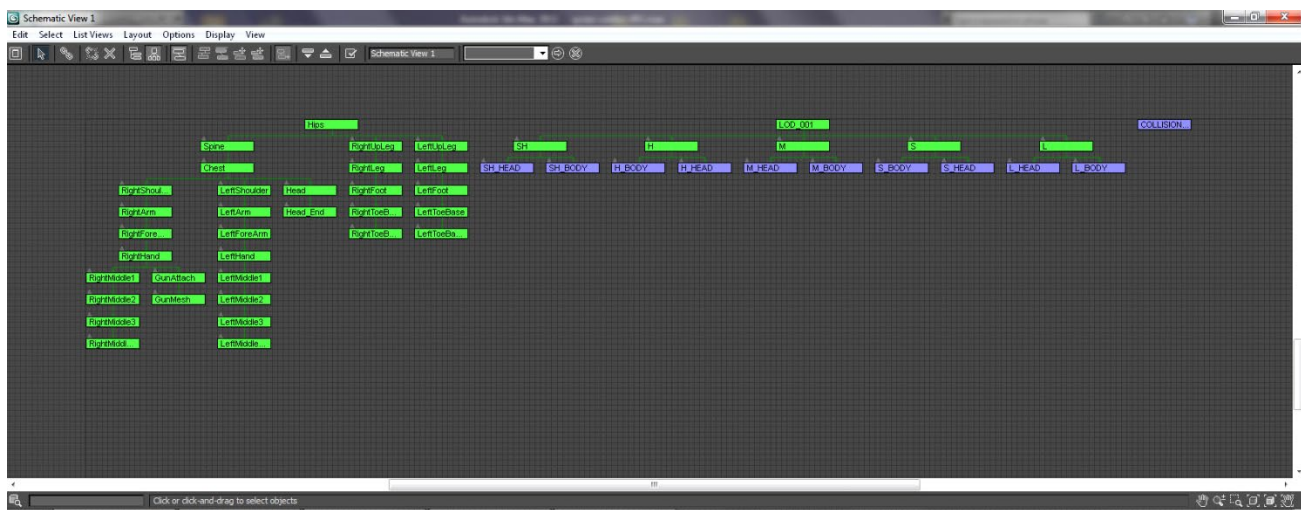 Schematic View 1
Edit Select List Views Layout Options Display View
Schematic View 1
Hips LOD_001 COLLISION...
Spine RightUpLeg LeftUpLeg SH H M S L
Chest RightLeg LeftLeg SH_HEAD SH_BODY H_BODY H_HEAD M_HEAD M_BODY S_BODY S_HEAD L_HEAD L_BODY
RightShoul... LeftShoulder Head RightFoot LeftFoot
RightArm LeftArm Head_End RightToeB... LeftToeBase
RightFore... LeftForeArm RightToeB... LeftToeBa...
RightHand LeftHand
RightMiddle1 GunAttach LeftMiddle1
RightMiddle2 GunMesh LeftMiddle2
RightMiddle3 LeftMiddle3
RightMiddl... LeftMiddle...
Click or click-and-drag to select objects